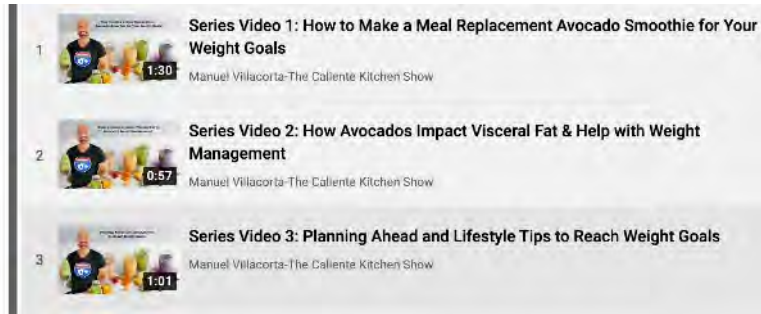 1
Series Video 1: How to Make a Meal Replacement Avocado Smoothie for Your
Weight Goals
Manuel Villacorta-The Caliente Kitchen Show
1:30
2
Series Video 2: How Avocados Impact Visceral Fat & Help with Weight
Management
Manuel Villacorta-The Caliente Kitchen Show
0:57
3
Series Video 3: Planning Ahead and Lifestyle Tips to Reach Weight Goals
Manuel Villacorta-The Caliente Kitchen Show
1:01